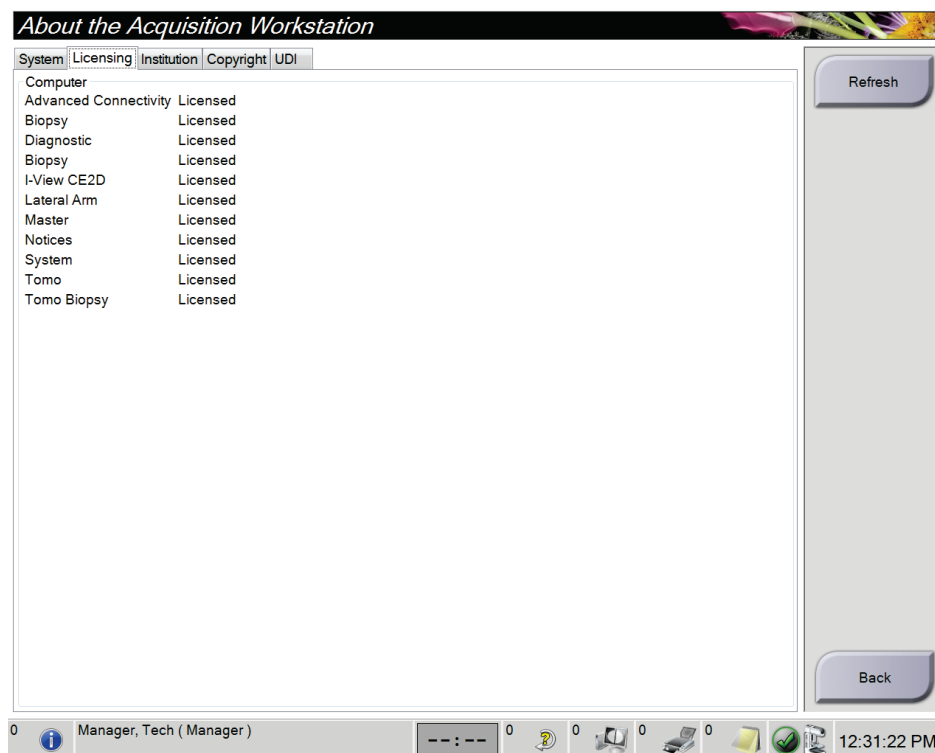 About the Acquisition Workstation
System Licensing Institution Copyright UDI
Computer
Advanced Connectivity Licensed
Biopsy Licensed
Diagnostic Licensed
Biopsy Licensed
I-View CE2D Licensed
Lateral Arm Licensed
Master Licensed
Notices Licensed
System Licensed
Tomo Licensed
Tomo Biopsy Licensed
Refresh
Back
0 Manager, Tech ( Manager ) --:-- 0 0 0 0 12:31:22 PM